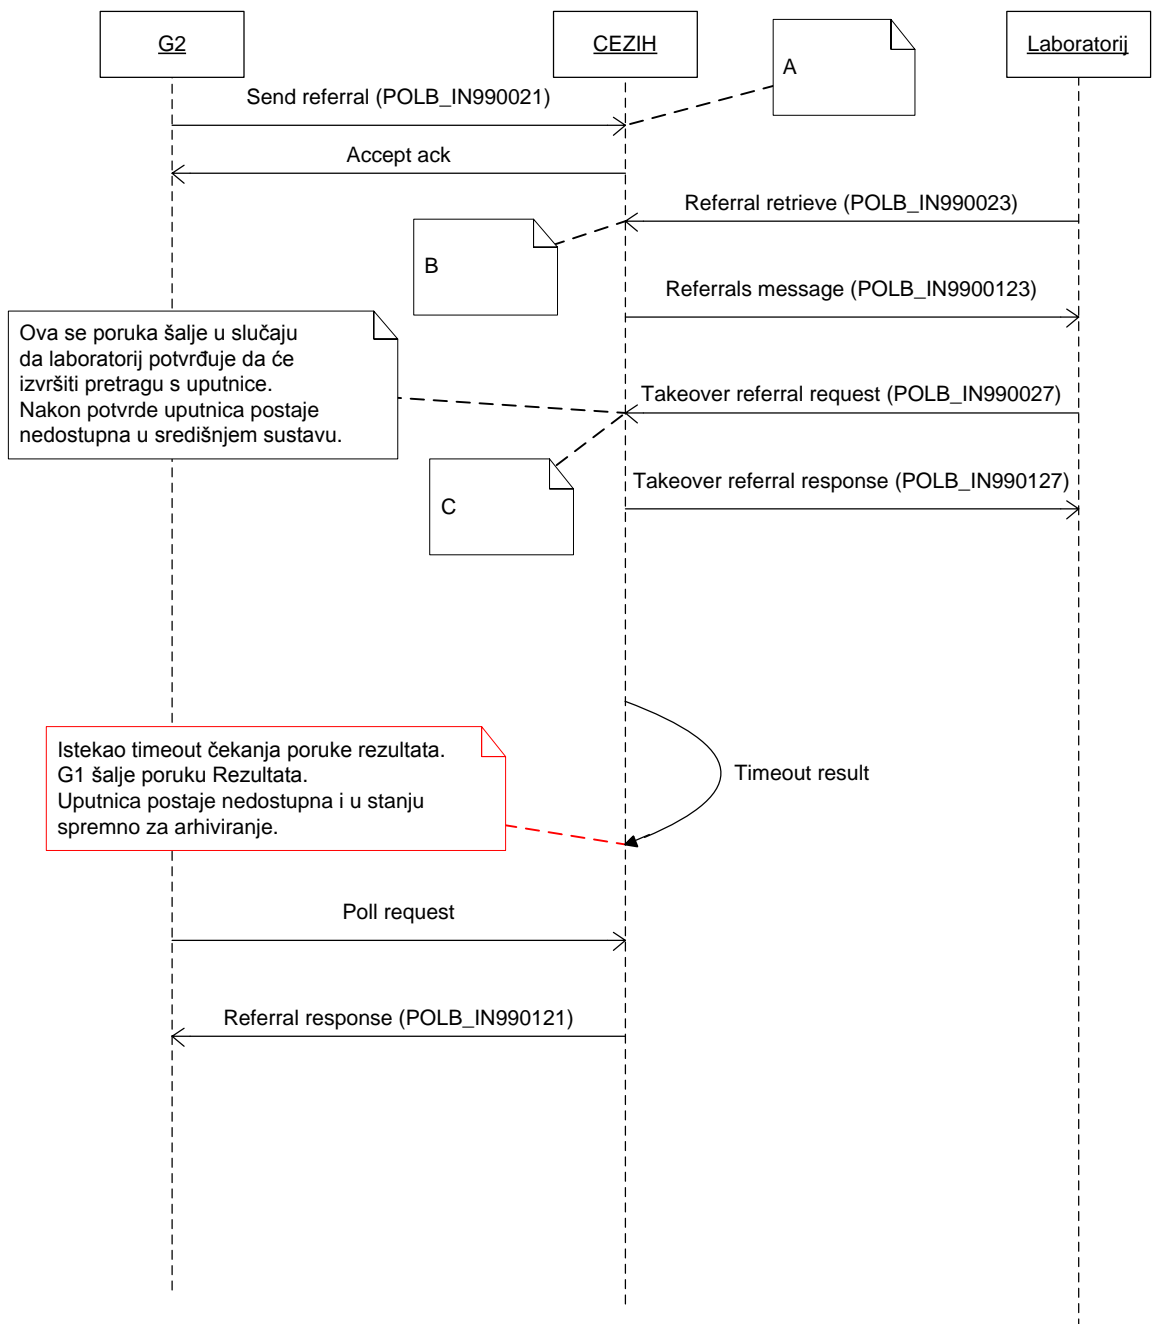 G2
CEZIH
Laboratorij
A
Send referral (POLB_IN990021)
Accept ack
Referral retrieve (POLB_IN990023)
B
Referrals message (POLB_IN9900123)
Ova se poruka šalje u slučaju
da laboratorij potvrđuje da će
izvršiti pretragu s uputnice.
Nakon potvrde uputnica postaje
nedostupna u središnjem sustavu.
Takeover referral request (POLB_IN990027)
C
Takeover referral response (POLB_IN990127)
Istekao timeout čekanja poruke rezultata.
G1 šalje poruku Rezultata.
Uputnica postaje nedostupna i u stanju
spremno za arhiviranje.
Timeout result
Poll request
Referral response (POLB_IN990121)